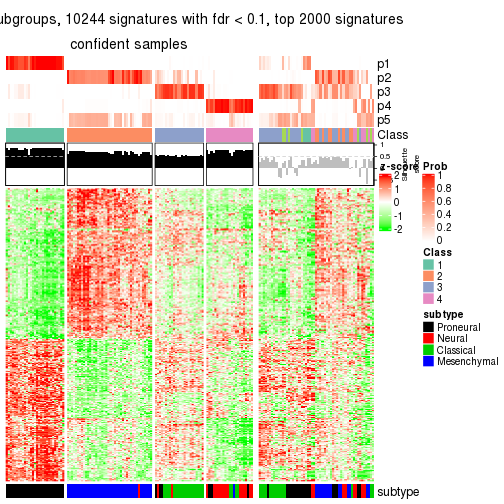 ubgroups, 10244 signatures with fdr < 0.1, top 2000 signatures
confident samples
p1
p2
p3
p4
p5
Class
1
0.5
0
Silhouette
score
z-score
2
1
0
-1
-2
Prob
1
0.8
0.6
0.4
0.2
0
Class
1
2
3
4
subtype
Proneural
Neural
Classical
Mesenchymal
subtype